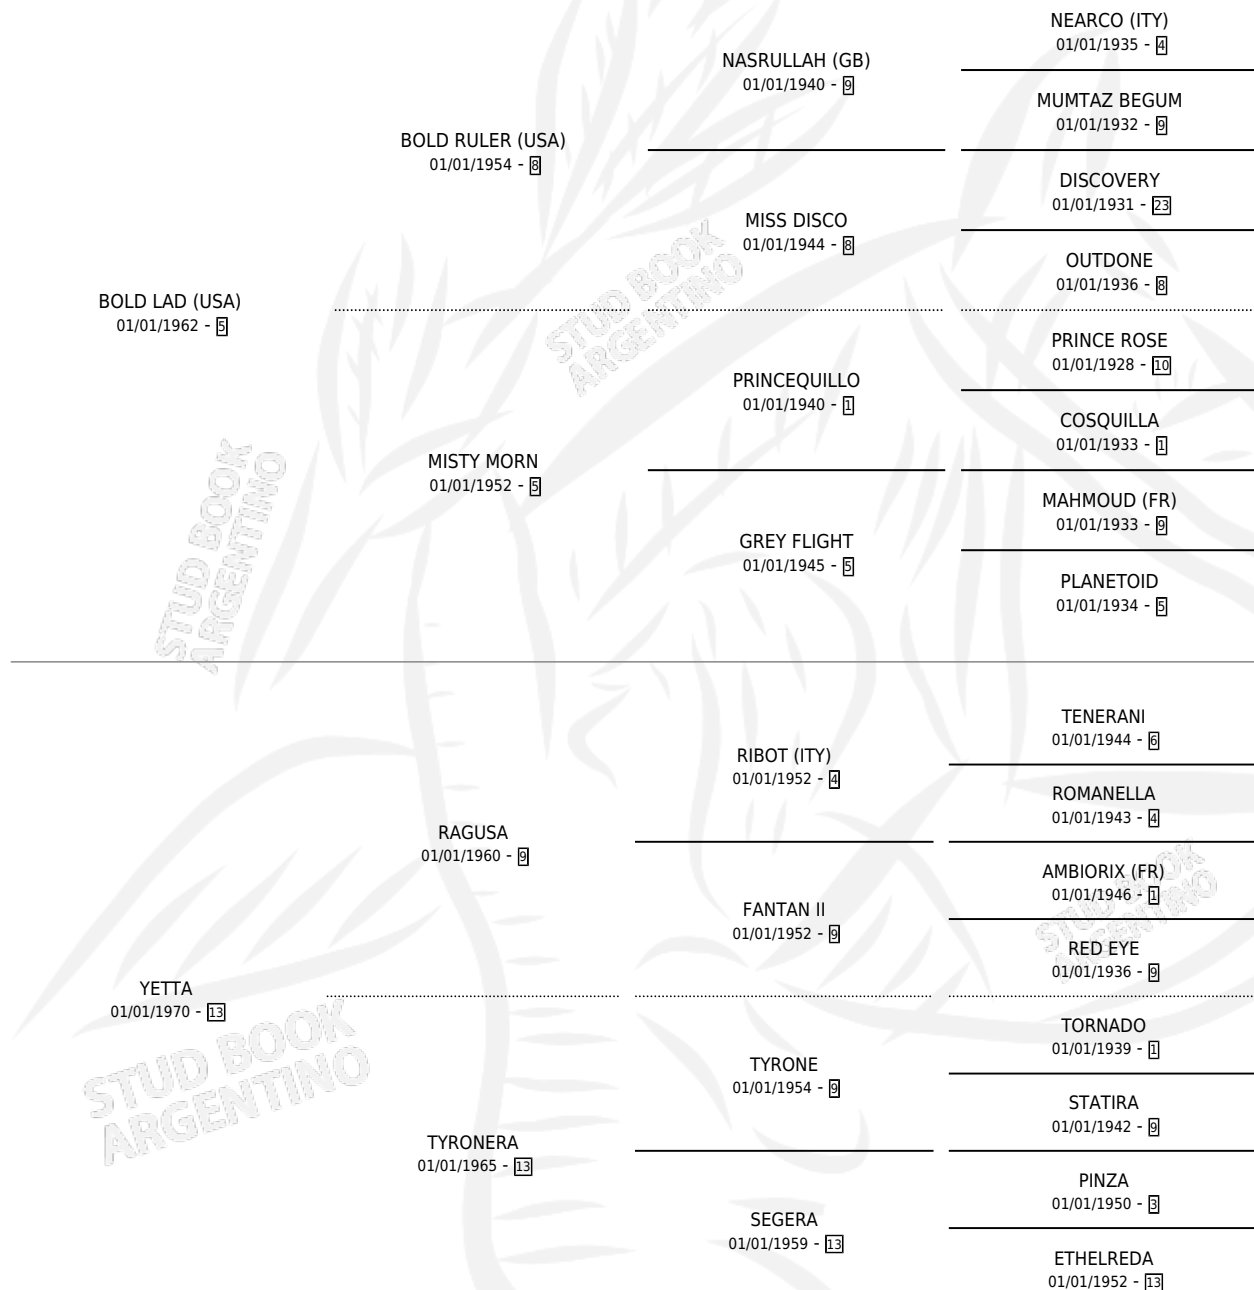 BOLD LAD (USA)
01/01/1962 - 5
BOLD RULER (USA)
01/01/1954 - 8
NASRULLAH (GB)
01/01/1940 - 9
NEARCO (ITY)
01/01/1935 - 4
MUMTAZ BEGUM
01/01/1932 - 9
MISS DISCO
01/01/1944 - 8
DISCOVERY
01/01/1931 - 23
OUTDONE
01/01/1936 - 8
MISTY MORN
01/01/1952 - 5
PRINCEQUILLO
01/01/1940 - 1
PRINCE ROSE
01/01/1928 - 10
COSQUILLA
01/01/1933 - 1
GREY FLIGHT
01/01/1945 - 5
MAHMOUD (FR)
01/01/1933 - 9
PLANETOID
01/01/1934 - 5
YETTA
01/01/1970 - 13
RAGUSA
01/01/1960 - 9
RIBOT (ITY)
01/01/1952 - 4
TENERANI
01/01/1944 - 6
ROMANELLA
01/01/1943 - 4
FANTAN II
01/01/1952 - 9
AMBIORIX (FR)
01/01/1946 - 1
RED EYE
01/01/1936 - 9
TYRONERA
01/01/1965 - 13
TYRONE
01/01/1954 - 9
TORNADO
01/01/1939 - 1
STATIRA
01/01/1942 - 9
SEGERA
01/01/1959 - 13
PINZA
01/01/1950 - 3
ETHELREDA
01/01/1952 - 13
STUD BOOK
ARGENTINO
STUD BOOK
ARGENTINO
STUD BOOK
ARGENTINO
STUD BOOK
ARGENTINO